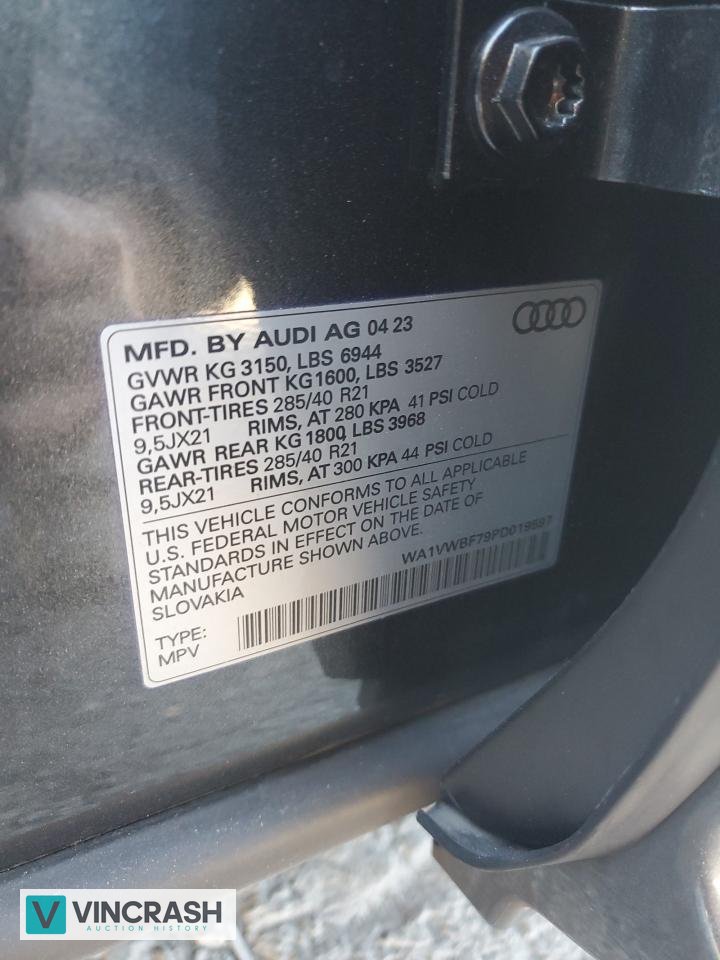 MFD. BY AUDI AG 04 23
GVWR KG 3150, LBS 6944
GAWR FRONT KG1600, LBS 3527
FRONT-TIRES 285/40 R21
9,5JX21 RIMS, AT 280 KPA 41 PSI COLD
GAWR REAR KG 1800, LBS 3968
REAR-TIRES 285/40 R21
9,5JX21 RIMS, AT 300 KPA 44 PSI COLD
THIS VEHICLE CONFORMS TO ALL APPLICABLE
U.S. FEDERAL MOTOR VEHICLE SAFETY
STANDARDS IN EFFECT ON THE DATE OF
MANUFACTURE SHOWN ABOVE.
SLOVAKIA
TYPE:
MPV
V VINCRASH
AUCTION HISTORY